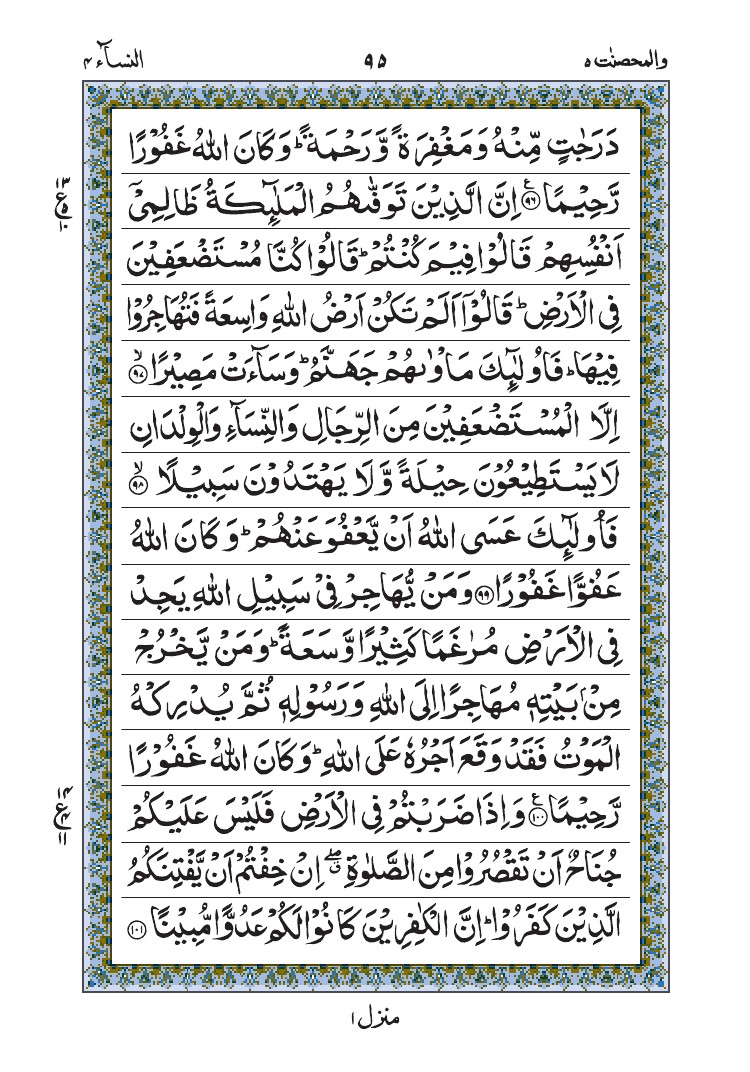 والمحصنٰت ٥ ٩٥ النسآء ٤
دَرَجٰتٍ مِّنْهُ وَمَغْفِرَةً وَّرَحْمَةً ؕ وَكَانَ اللّٰهُ غَفُوْرًا
رَّحِيْمًا ﴿٩٦﴾ اِنَّ الَّذِيْنَ تَوَفّٰىهُمُ الْمَلٰٓئِكَةُ ظَالِمِيْۤ
اَنْفُسِهِمْ قَالُوْا فِيْمَ كُنْتُمْ ؕ قَالُوْا كُنَّا مُسْتَضْعَفِيْنَ
فِى الْاَرْضِ ؕ قَالُوْۤا اَلَمْ تَكُنْ اَرْضُ اللّٰهِ وَاسِعَةً فَتُهَاجِرُوْا
فِيْهَا ؕ فَاُولٰٓئِكَ مَاْوٰىهُمْ جَهَنَّمُ ؕ وَسَآءَتْ مَصِيْرًا ۙ﴿٩٧﴾
اِلَّا الْمُسْتَضْعَفِيْنَ مِنَ الرِّجَالِ وَالنِّسَآءِ وَالْوِلْدَانِ
لَا يَسْتَطِيْعُوْنَ حِيْلَةً وَّلَا يَهْتَدُوْنَ سَبِيْلًا ۙ﴿٩٨﴾
فَاُولٰٓئِكَ عَسَى اللّٰهُ اَنْ يَّعْفُوَ عَنْهُمْ ؕ وَكَانَ اللّٰهُ
عَفُوًّا غَفُوْرًا ﴿٩٩﴾ وَمَنْ يُّهَاجِرْ فِىْ سَبِيْلِ اللّٰهِ يَجِدْ
فِى الْاَرْضِ مُرٰغَمًا كَثِيْرًا وَّسَعَةً ؕ وَمَنْ يَّخْرُجْ
مِنْۢ بَيْتِهٖ مُهَاجِرًا اِلَى اللّٰهِ وَرَسُوْلِهٖ ثُمَّ يُدْرِكْهُ
الْمَوْتُ فَقَدْ وَقَعَ اَجْرُهٗ عَلَى اللّٰهِ ؕ وَكَانَ اللّٰهُ غَفُوْرًا
رَّحِيْمًا ﴿١٠٠﴾ وَاِذَا ضَرَبْتُمْ فِى الْاَرْضِ فَلَيْسَ عَلَيْكُمْ
جُنَاحٌ اَنْ تَقْصُرُوْا مِنَ الصَّلٰوةِ ۖ اِنْ خِفْتُمْ اَنْ يَّفْتِنَكُمُ
الَّذِيْنَ كَفَرُوْا ؕ اِنَّ الْكٰفِرِيْنَ كَانُوْا لَكُمْ عَدُوًّا مُّبِيْنًا ﴿١٠١﴾
منزل ١